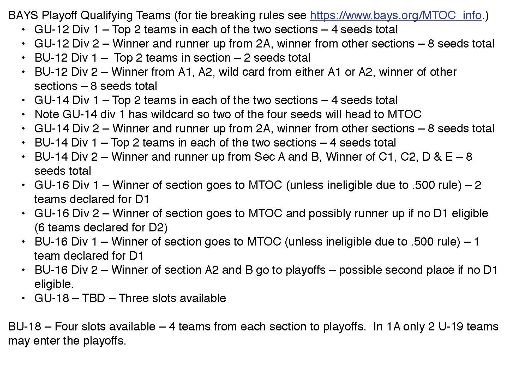 BAYS Playoff Qualifying Teams (for tie breaking rules see https://www.bays.org/MTOC_info.)
• GU-12 Div 1 – Top 2 teams in each of the two sections – 4 seeds total
• GU-12 Div 2 – Winner and runner up from 2A, winner from other sections – 8 seeds total
• BU-12 Div 1 – Top 2 teams in section – 2 seeds total
• BU-12 Div 2 – Winner from A1, A2, wild card from either A1 or A2, winner of other
sections – 8 seeds total
• GU-14 Div 1 – Top 2 teams in each of the two sections – 4 seeds total
• Note GU-14 div 1 has wildcard so two of the four seeds will head to MTOC
• GU-14 Div 2 – Winner and runner up from 2A, winner from other sections – 8 seeds total
• BU-14 Div 1 – Top 2 teams in each of the two sections – 4 seeds total
• BU-14 Div 2 – Winner and runner up from Sec A and B, Winner of C1, C2, D & E – 8
seeds total
• GU-16 Div 1 – Winner of section goes to MTOC (unless ineligible due to .500 rule) – 2
teams declared for D1
• GU-16 Div 2 – Winner of section goes to MTOC and possibly runner up if no D1 eligible
(6 teams declared for D2)
• BU-16 Div 1 – Winner of section goes to MTOC (unless ineligible due to .500 rule) – 1
team declared for D1
• BU-16 Div 2 – Winner of section A2 and B go to playoffs – possible second place if no D1
eligible.
• GU-18 – TBD – Three slots available
BU-18 – Four slots available – 4 teams from each section to playoffs. In 1A only 2 U-19 teams
may enter the playoffs.